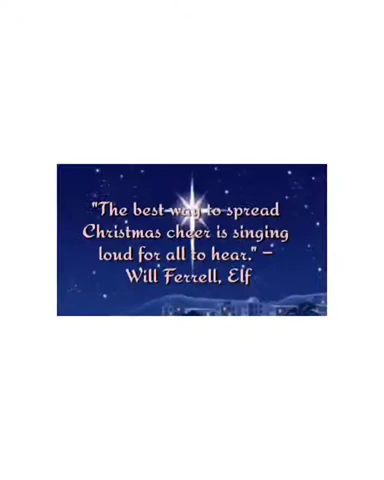 "The best way to spread
Christmas cheer is singing
loud for all to hear." –
Will Ferrell, Elf